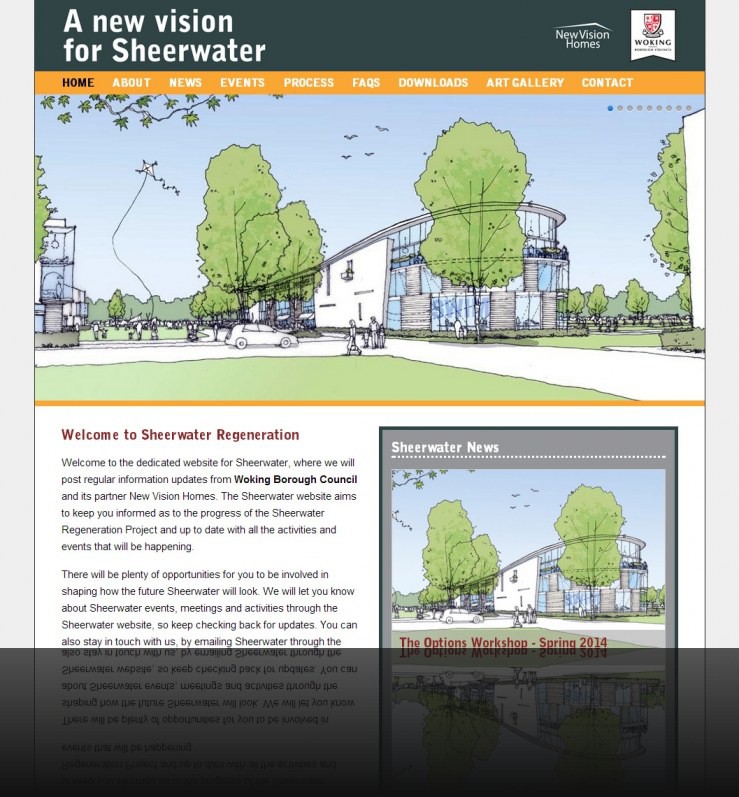 A new vision
for Sheerwater
New Vision
Homes
WOKING
BOROUGH COUNCIL
HOME ABOUT NEWS EVENTS PROCESS FAQS DOWNLOADS ART GALLERY CONTACT
Welcome to Sheerwater Regeneration
Welcome to the dedicated website for Sheerwater, where we will
post regular information updates from Woking Borough Council
and its partner New Vision Homes. The Sheerwater website aims
to keep you informed as to the progress of the Sheerwater
Regeneration Project and up to date with all the activities and
events that will be happening.
There will be plenty of opportunities for you to be involved in
shaping how the future Sheerwater will look. We will let you know
about Sheerwater events, meetings and activities through the
Sheerwater website, so keep checking back for updates. You can
also stay in touch with us, by emailing Sheerwater through the
Sheerwater News
The Options Workshop - Spring 2014